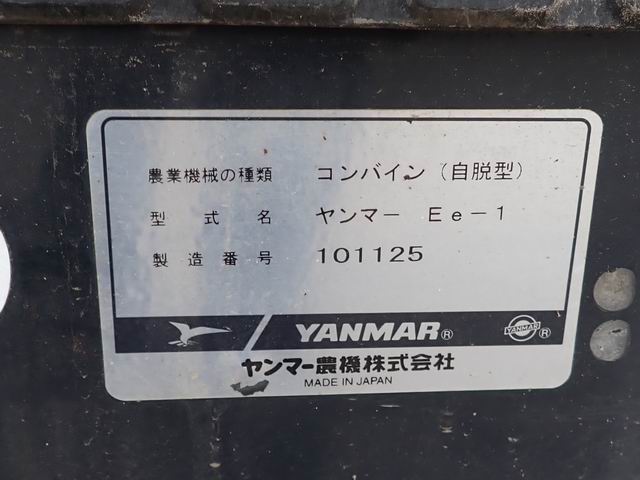 農業機械の種類 コンバイン（自脱型）
型式名 ヤンマー Ee－1
製造番号 101125
YANMAR® YANMAR ®
ヤンマー農機株式会社
MADE IN JAPAN